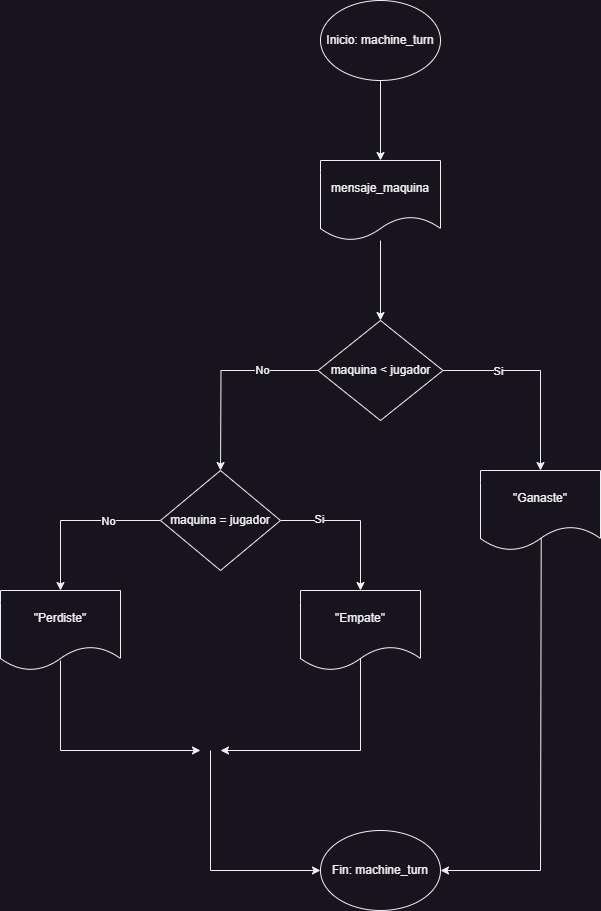 Inicio: machine_turn
mensaje_maquina
maquina < jugador
No
Si
maquina = jugador
"Ganaste"
No
Si
"Perdiste"
"Empate"
Fin: machine_turn